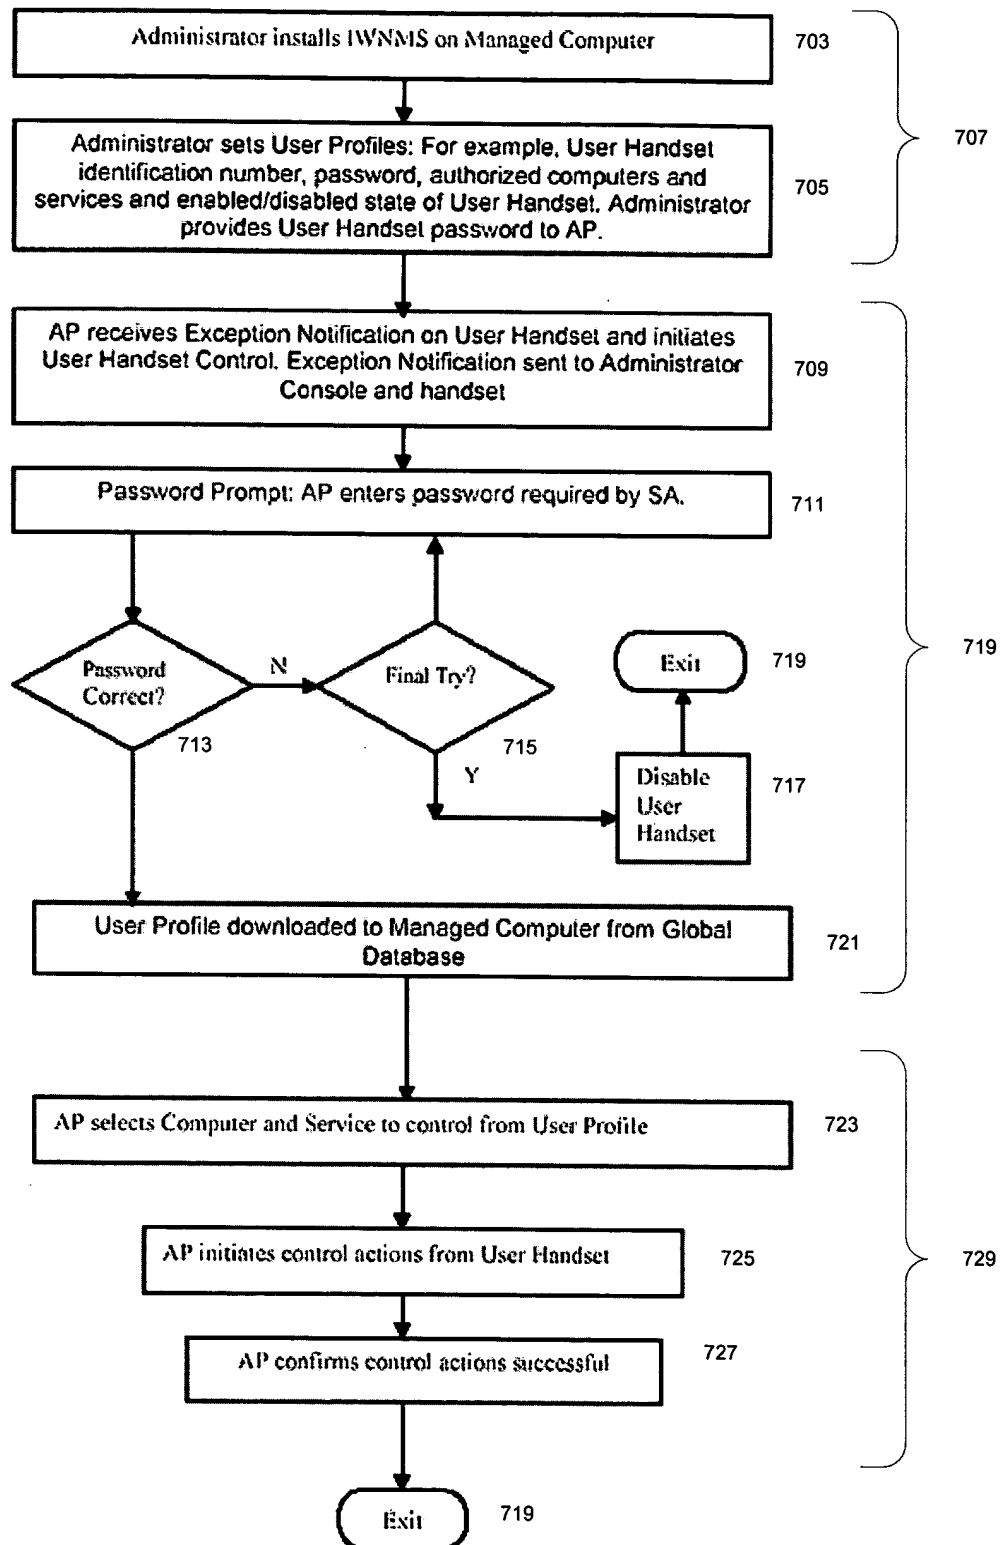 Administrator installs IWNMS on Managed Computer
703
707
Administrator sets User Profiles: For example, User Handset
identification number, password, authorized computers and
services and enabled/disabled state of User Handset. Administrator
provides User Handset password to AP.
705
AP receives Exception Notification on User Handset and initiates
User Handset Control. Exception Notification sent to Administrator
Console and handset
709
Password Prompt: AP enters password required by SA.
711
Password
Correct?
713
N
Final Try?
715
Y
Exit
719
719
Disable
User
Handset
717
User Profile downloaded to Managed Computer from Global
Database
721
AP selects Computer and Service to control from User Profile
723
AP initiates control actions from User Handset
725
729
AP confirms control actions successful
727
Exit
719